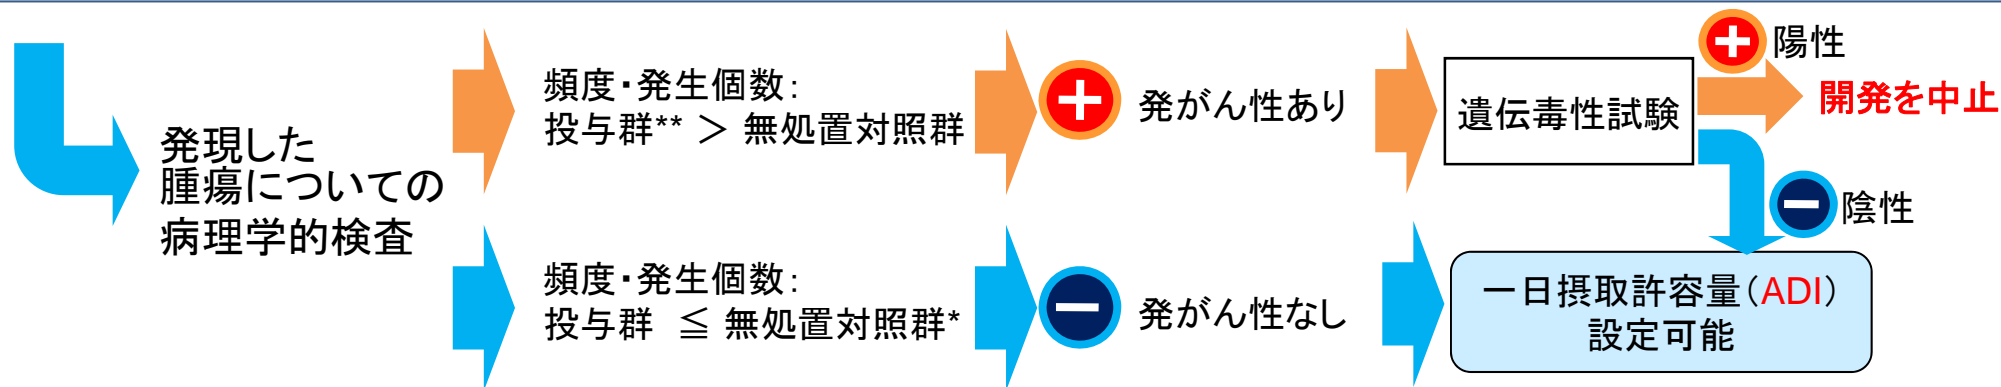 発現した
腫瘍についての
病理学的検査
頻度・発生個数：
投与群** ＞ 無処置対照群
発がん性あり
遺伝毒性試験
陽性
開発を中止
陰性
頻度・発生個数：
投与群 ≦ 無処置対照群*
発がん性なし
一日摂取許容量（ADI）
設定可能